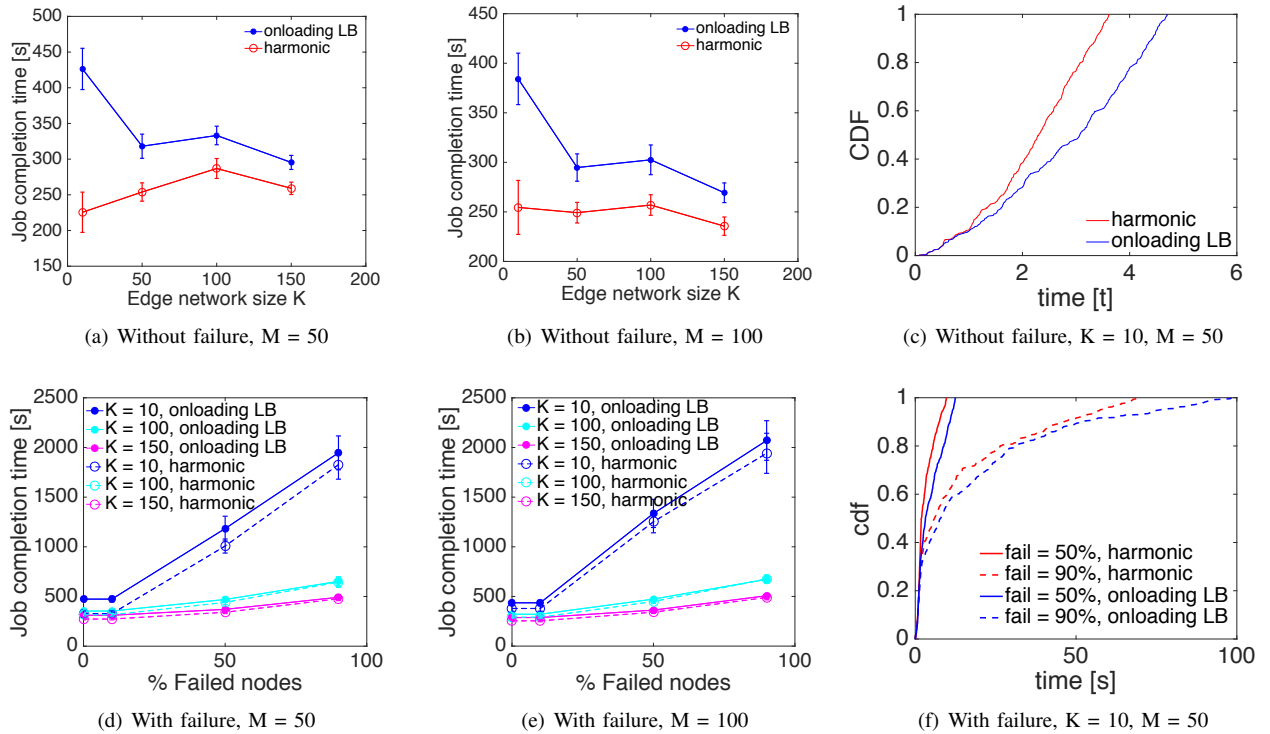 500
450
400
350
300
250
200
150
0
50
100
150
200
Job completion time [s]
Edge network size K
onloading LB
harmonic
(a) Without failure, M = 50
400
350
300
250
200
0
50
100
150
200
Job completion time [s]
Edge network size K
onloading LB
harmonic
(b) Without failure, M = 100
1
0.8
0.6
0.4
0.2
0
0
2
4
6
CDF
time [t]
harmonic
onloading LB
(c) Without failure, K = 10, M = 50
2500
2000
1500
1000
500
0
0
50
100
Job completion time [s]
% Failed nodes
K = 10, onloading LB
K = 100, onloading LB
K = 150, onloading LB
K = 10, harmonic
K = 100, harmonic
K = 150, harmonic
(d) With failure, M = 50
2500
2000
1500
1000
500
0
0
50
100
Job completion time [s]
% Failed nodes
K = 10, onloading LB
K = 100, onloading LB
K = 150, onloading LB
K = 10, harmonic
K = 100, harmonic
K = 150, harmonic
(e) With failure, M = 100
1
0.8
0.6
0.4
0.2
0
0
50
100
cdf
time [s]
fail = 50%, harmonic
fail = 90%, harmonic
fail = 50%, onloading LB
fail = 90%, onloading LB
(f) With failure, K = 10, M = 50